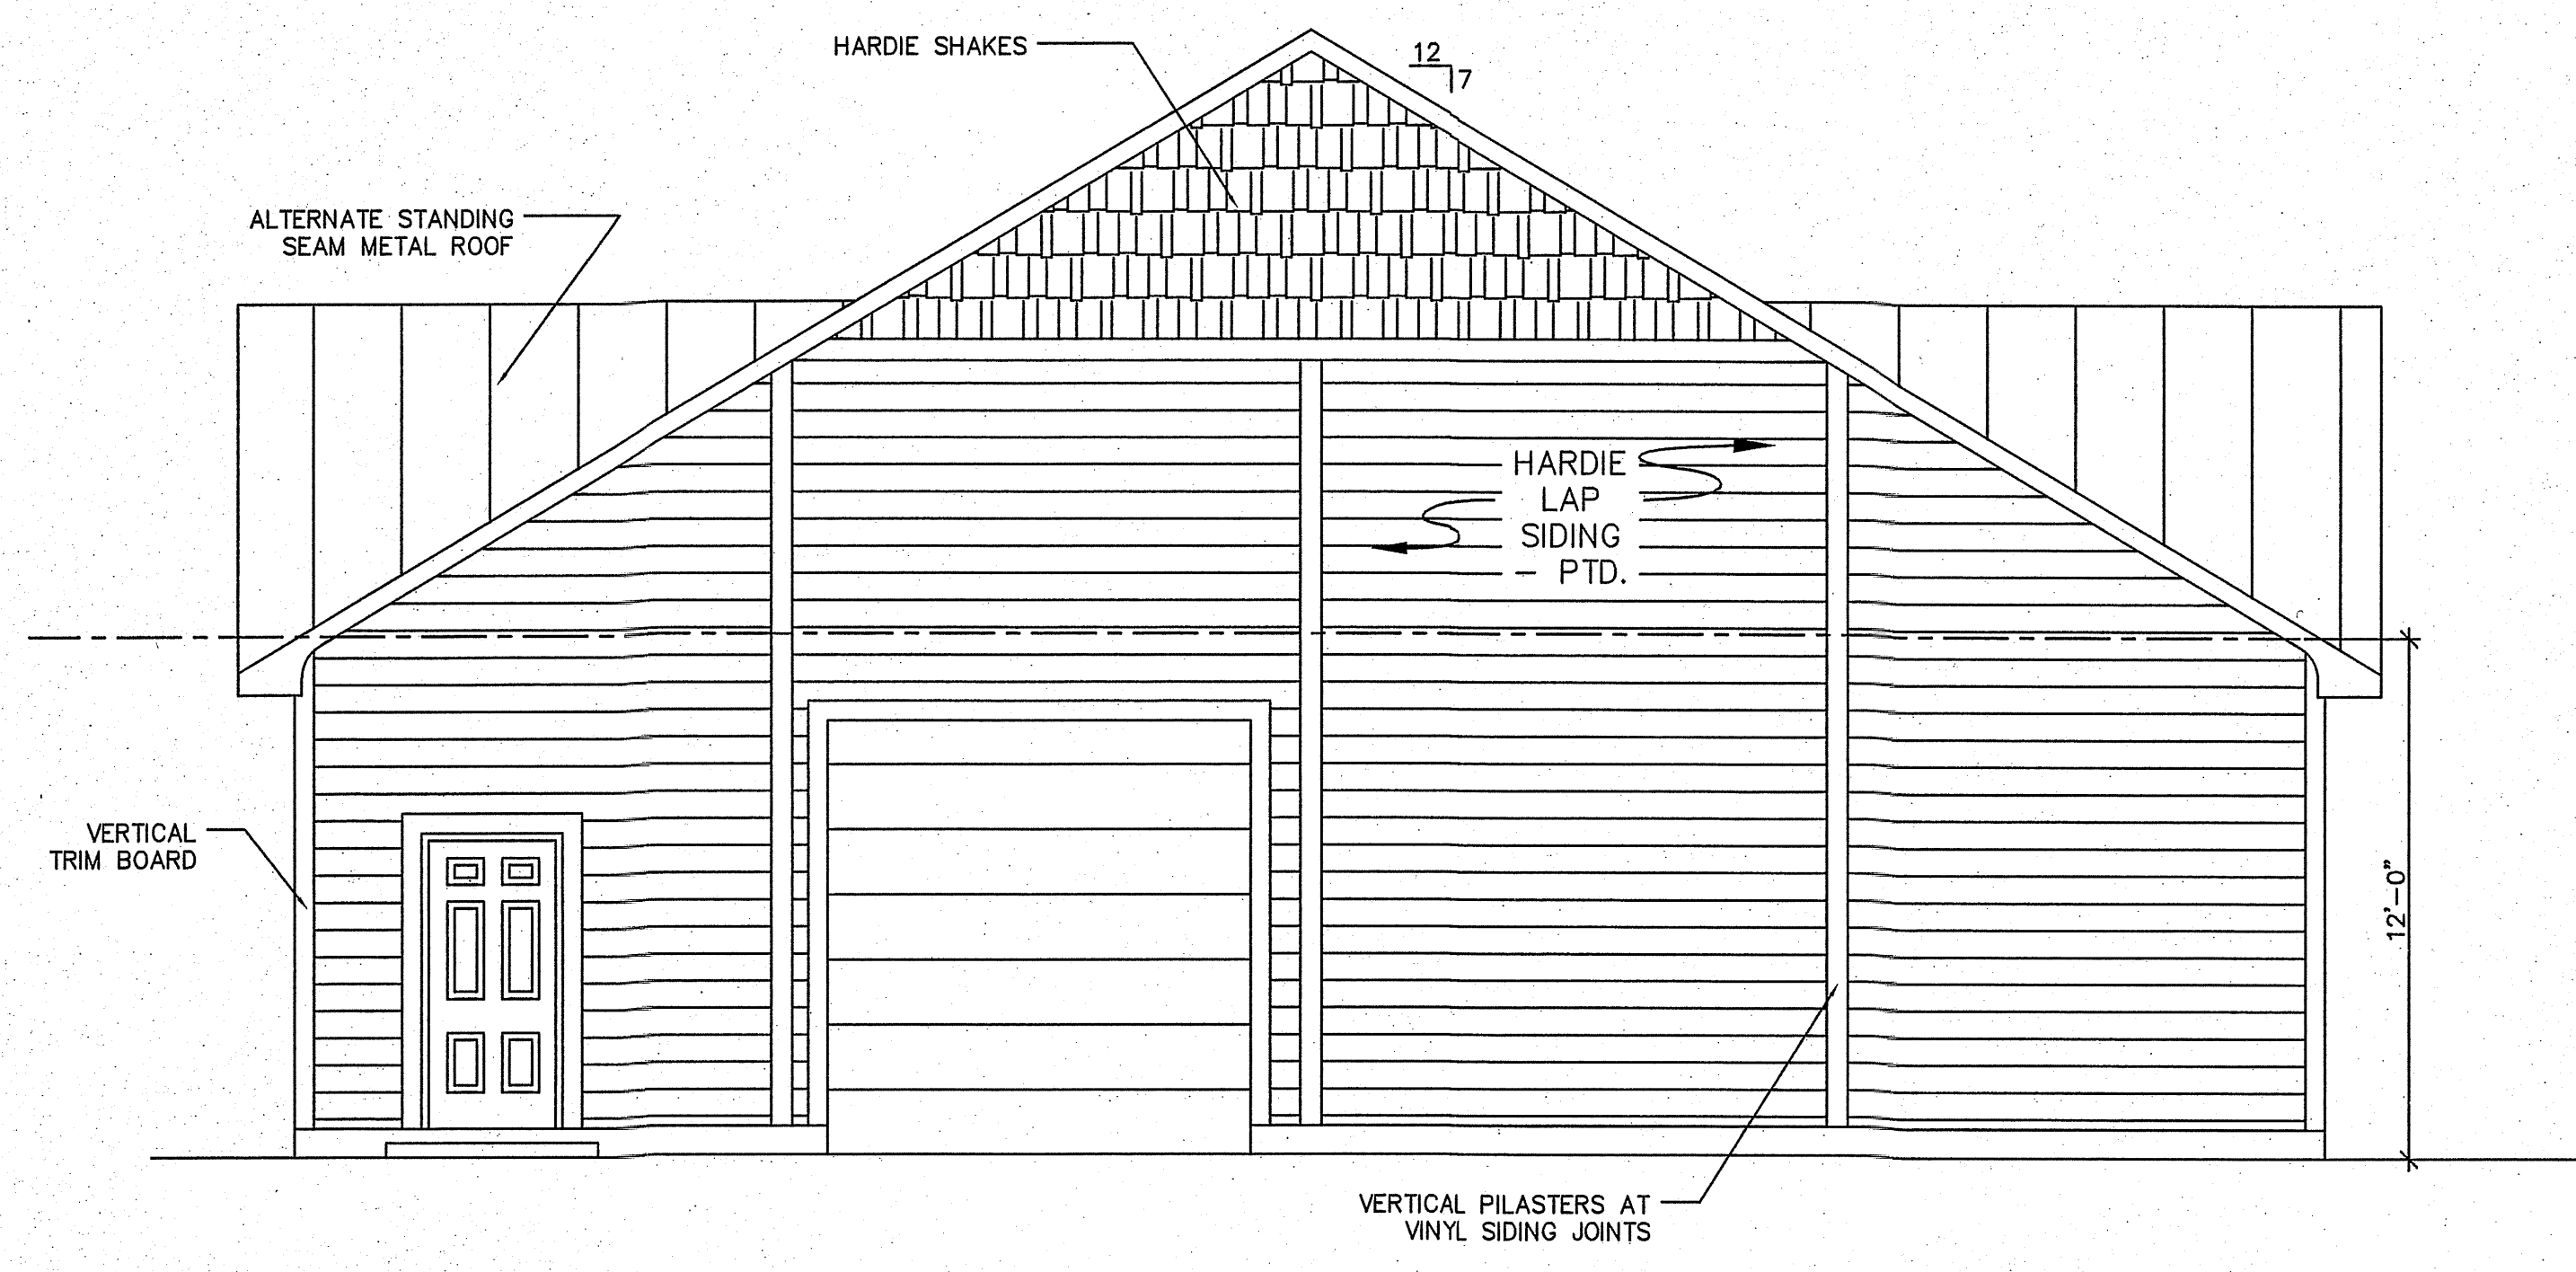 HARDIE SHAKES
12
7
ALTERNATE STANDING
SEAM METAL ROOF
HARDIE
LAP
SIDING
- PTD.
VERTICAL
TRIM BOARD
12'-0"
VERTICAL PILASTERS AT
VINYL SIDING JOINTS